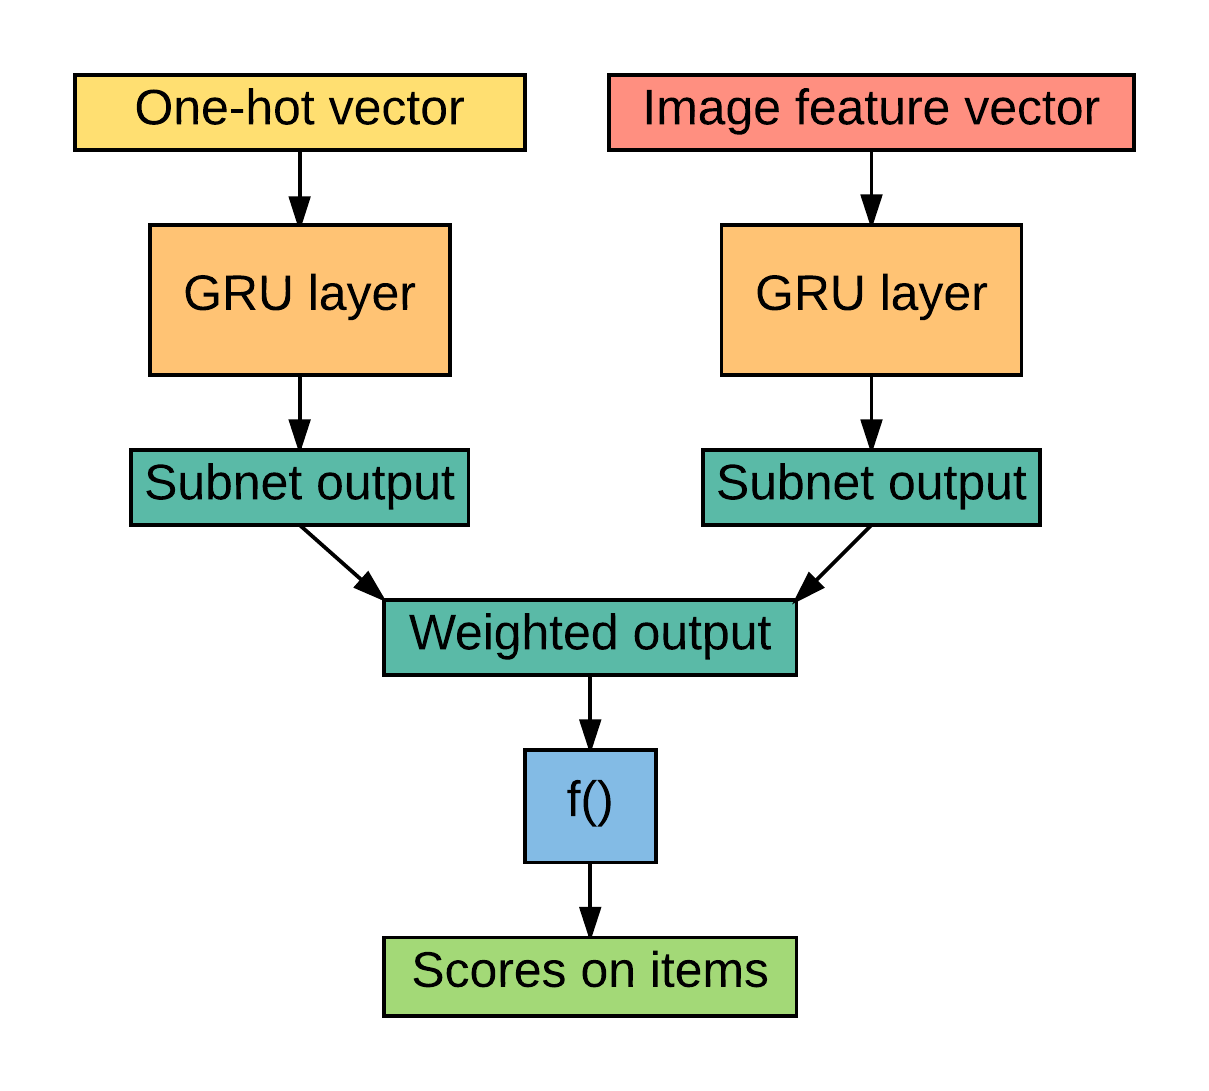 One-hot vector
Image feature vector
GRU layer
GRU layer
Subnet output
Subnet output
Weighted output
f()
Scores on items